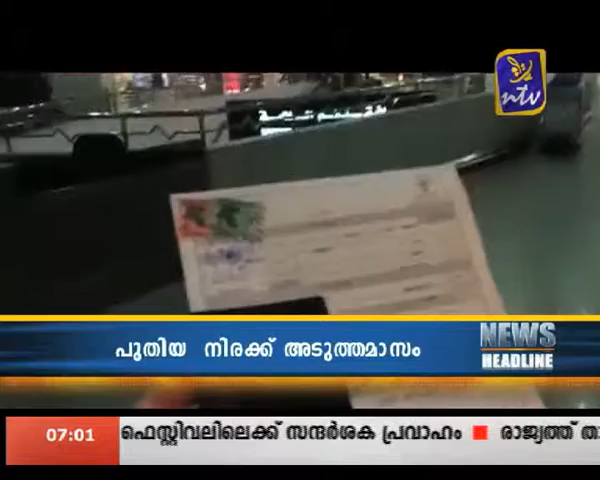 ntv
പുതിയ നിരക്ക് അടുത്തമാസം
NEWS
HEADLINE
07:01 ഫെസ്റ്റിവലിലെക്ക് സന്ദർശക പ്രവാഹം ■ രാജ്യത്ത്